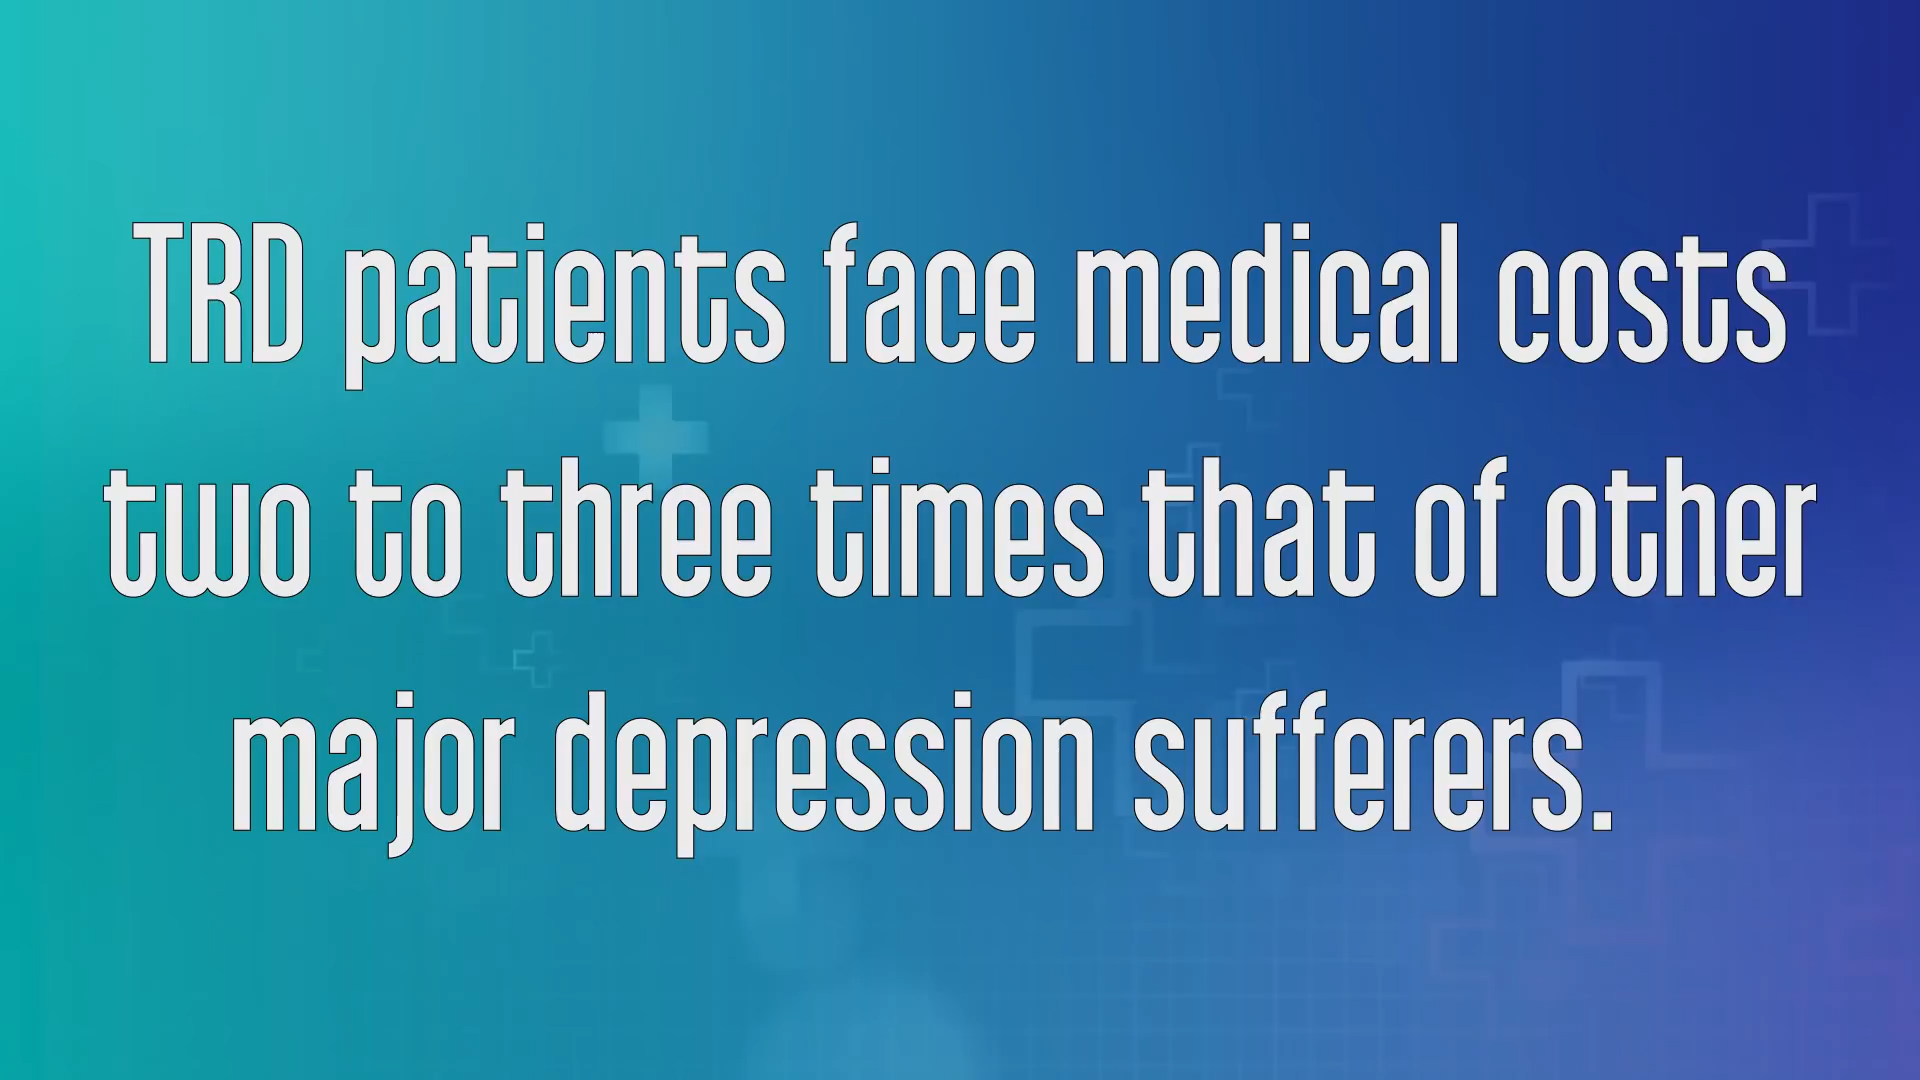 TRD patients face medical costs
two to three times that of other
major depression sufferers.